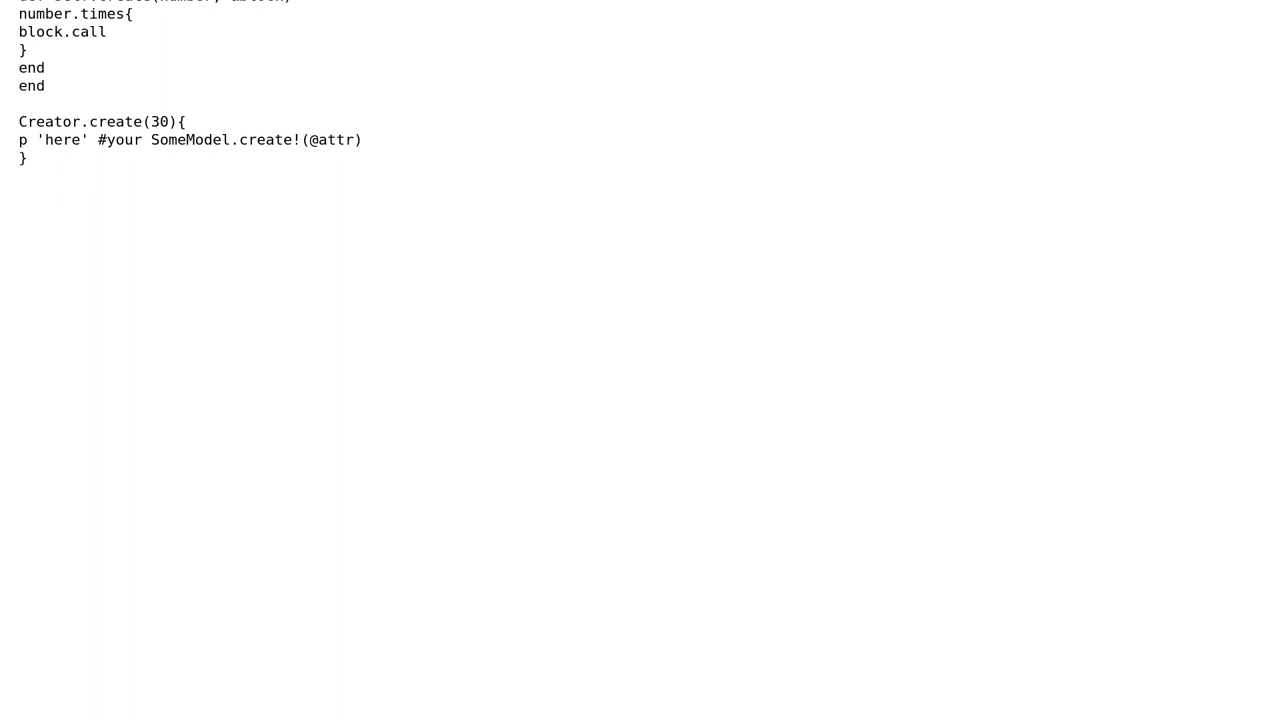 number.times{
block.call
}
end
end

Creator.create(30){
p 'here' #your SomeModel.create!(@attr)
}